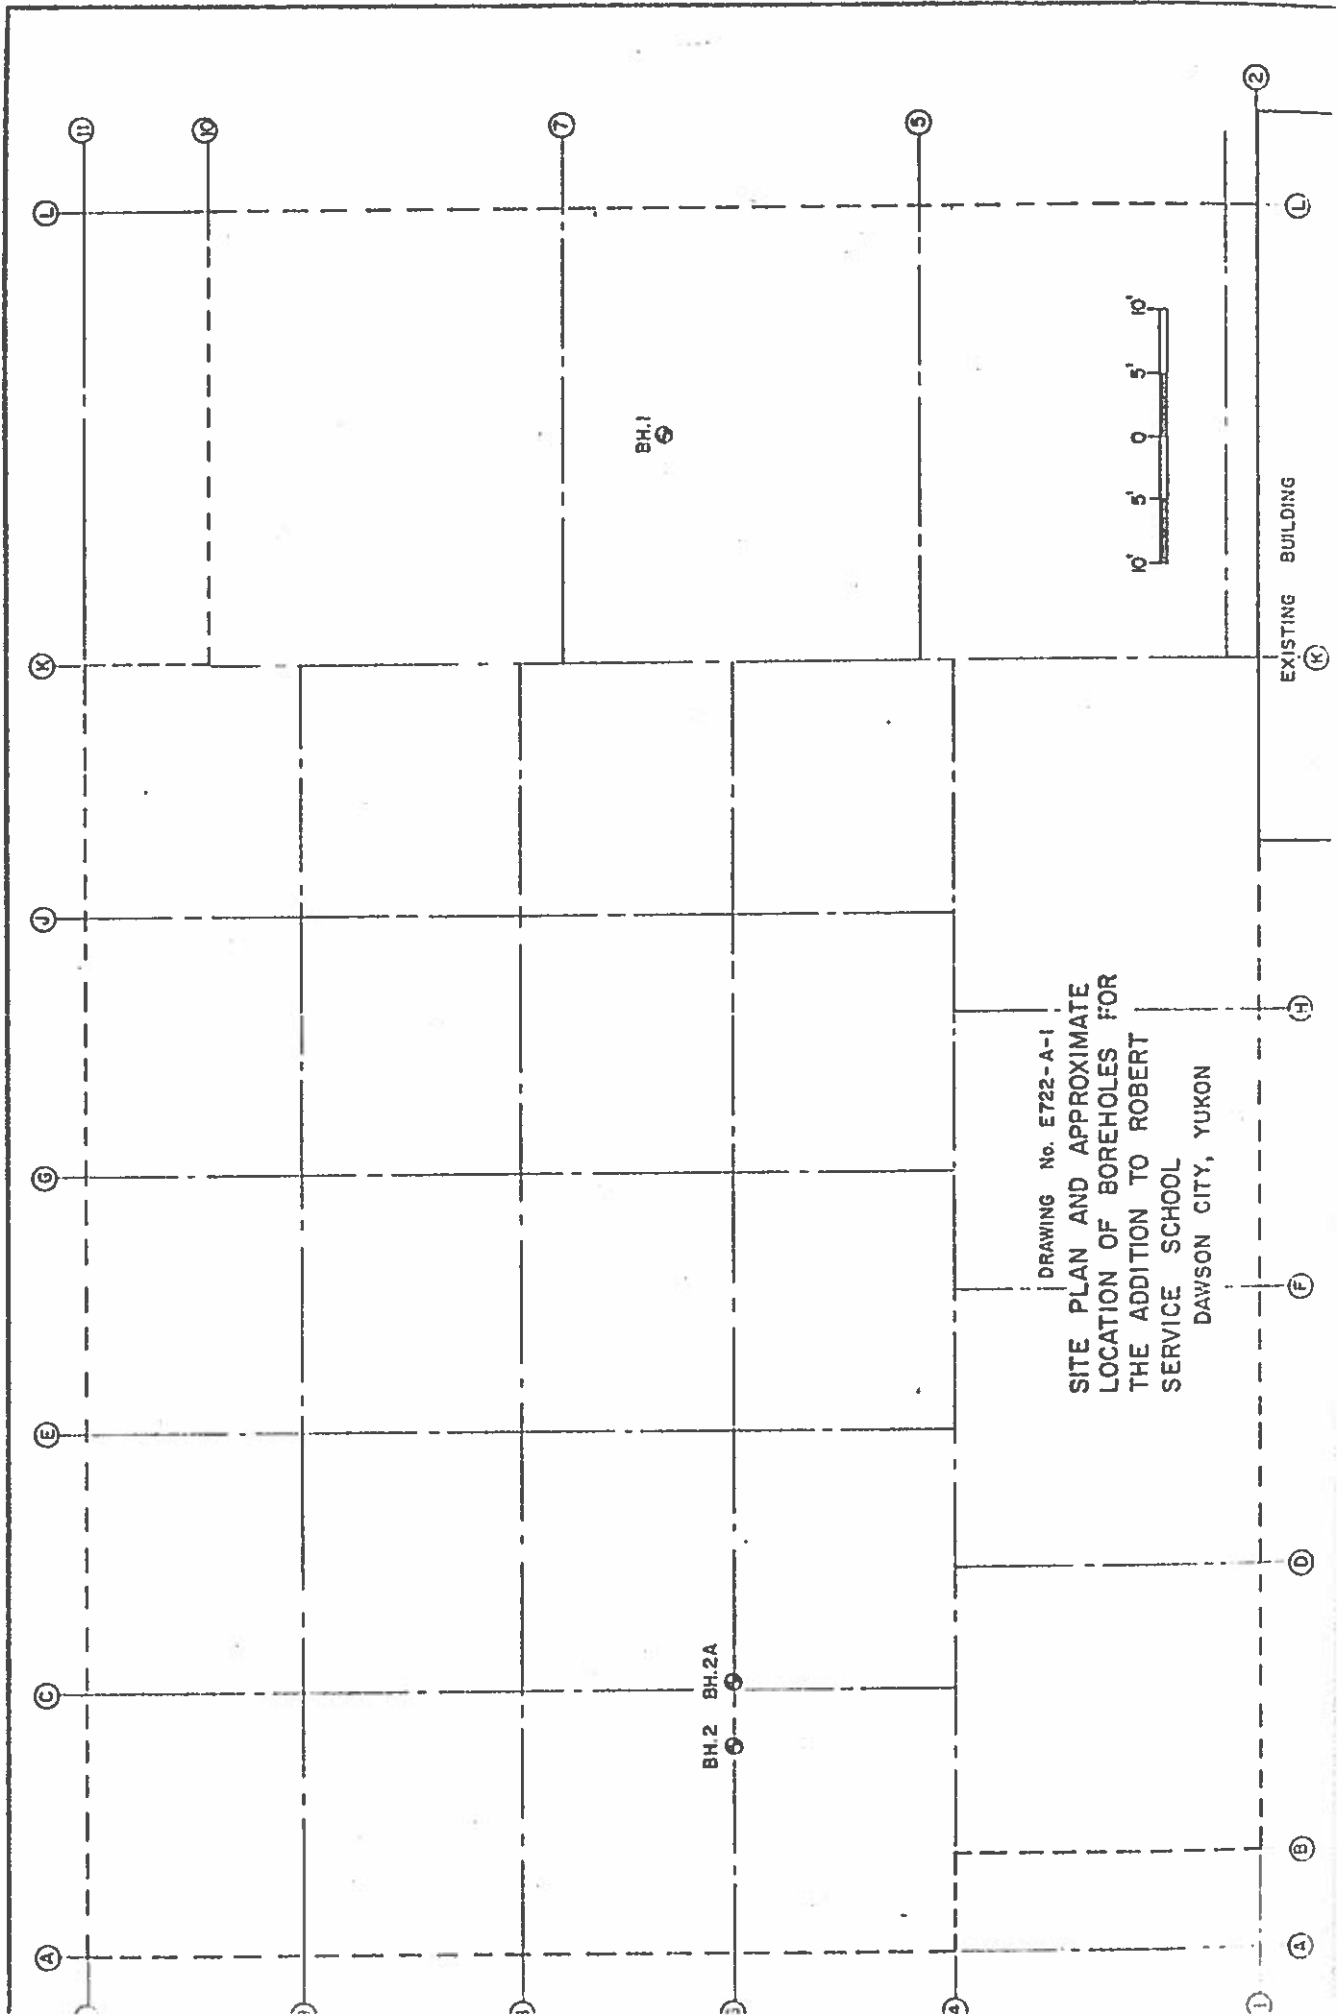 L
K
J
G
E
C
A
11
10
7
5
2
BH.1
BH.2 BH.2A
10' 5' 0 5' 10'
EXISTING BUILDING
DRAWING No. E722-A-1
SITE PLAN AND APPROXIMATE
LOCATION OF BOREHOLES FOR
THE ADDITION TO ROBERT
SERVICE SCHOOL
DAWSON CITY, YUKON
4
1
L
K
H
F
D
B
A